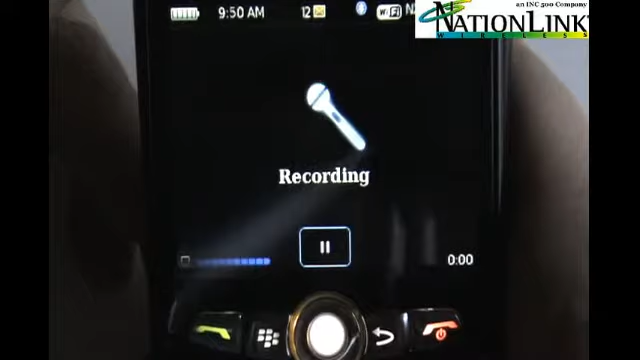 an INC 500 Company
NATIONLINK
WIRELESS
9:50 AM
12
WiFi
Recording
0:00